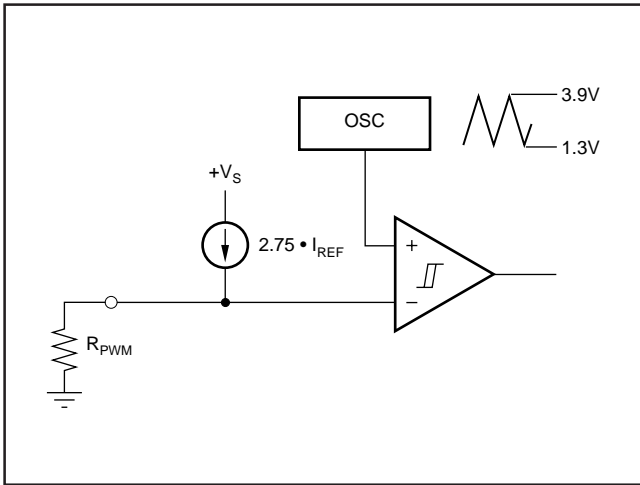 OSC
3.9V
1.3V
+VS
2.75 • IREF
+
−
RPWM